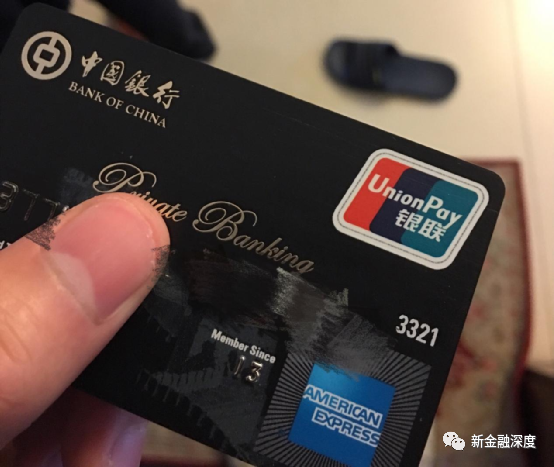 中国银行
BANK OF CHINA
UnionPay
银联
Private Banking
3321
Member Since
13
AMERICAN
EXPRESS
新金融深度